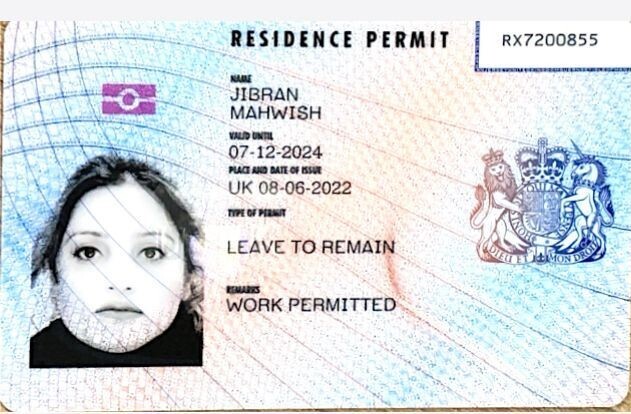 RESIDENCE PERMIT
RX7200855
NAME
JIBRAN
MAHWISH
VALID UNTIL
07-12-2024
PLACE AND DATE OF ISSUE
UK 08-06-2022
TYPE OF PERMIT
LEAVE TO REMAIN
REMARKS
WORK PERMITTED
DIEU ET MON DROIT